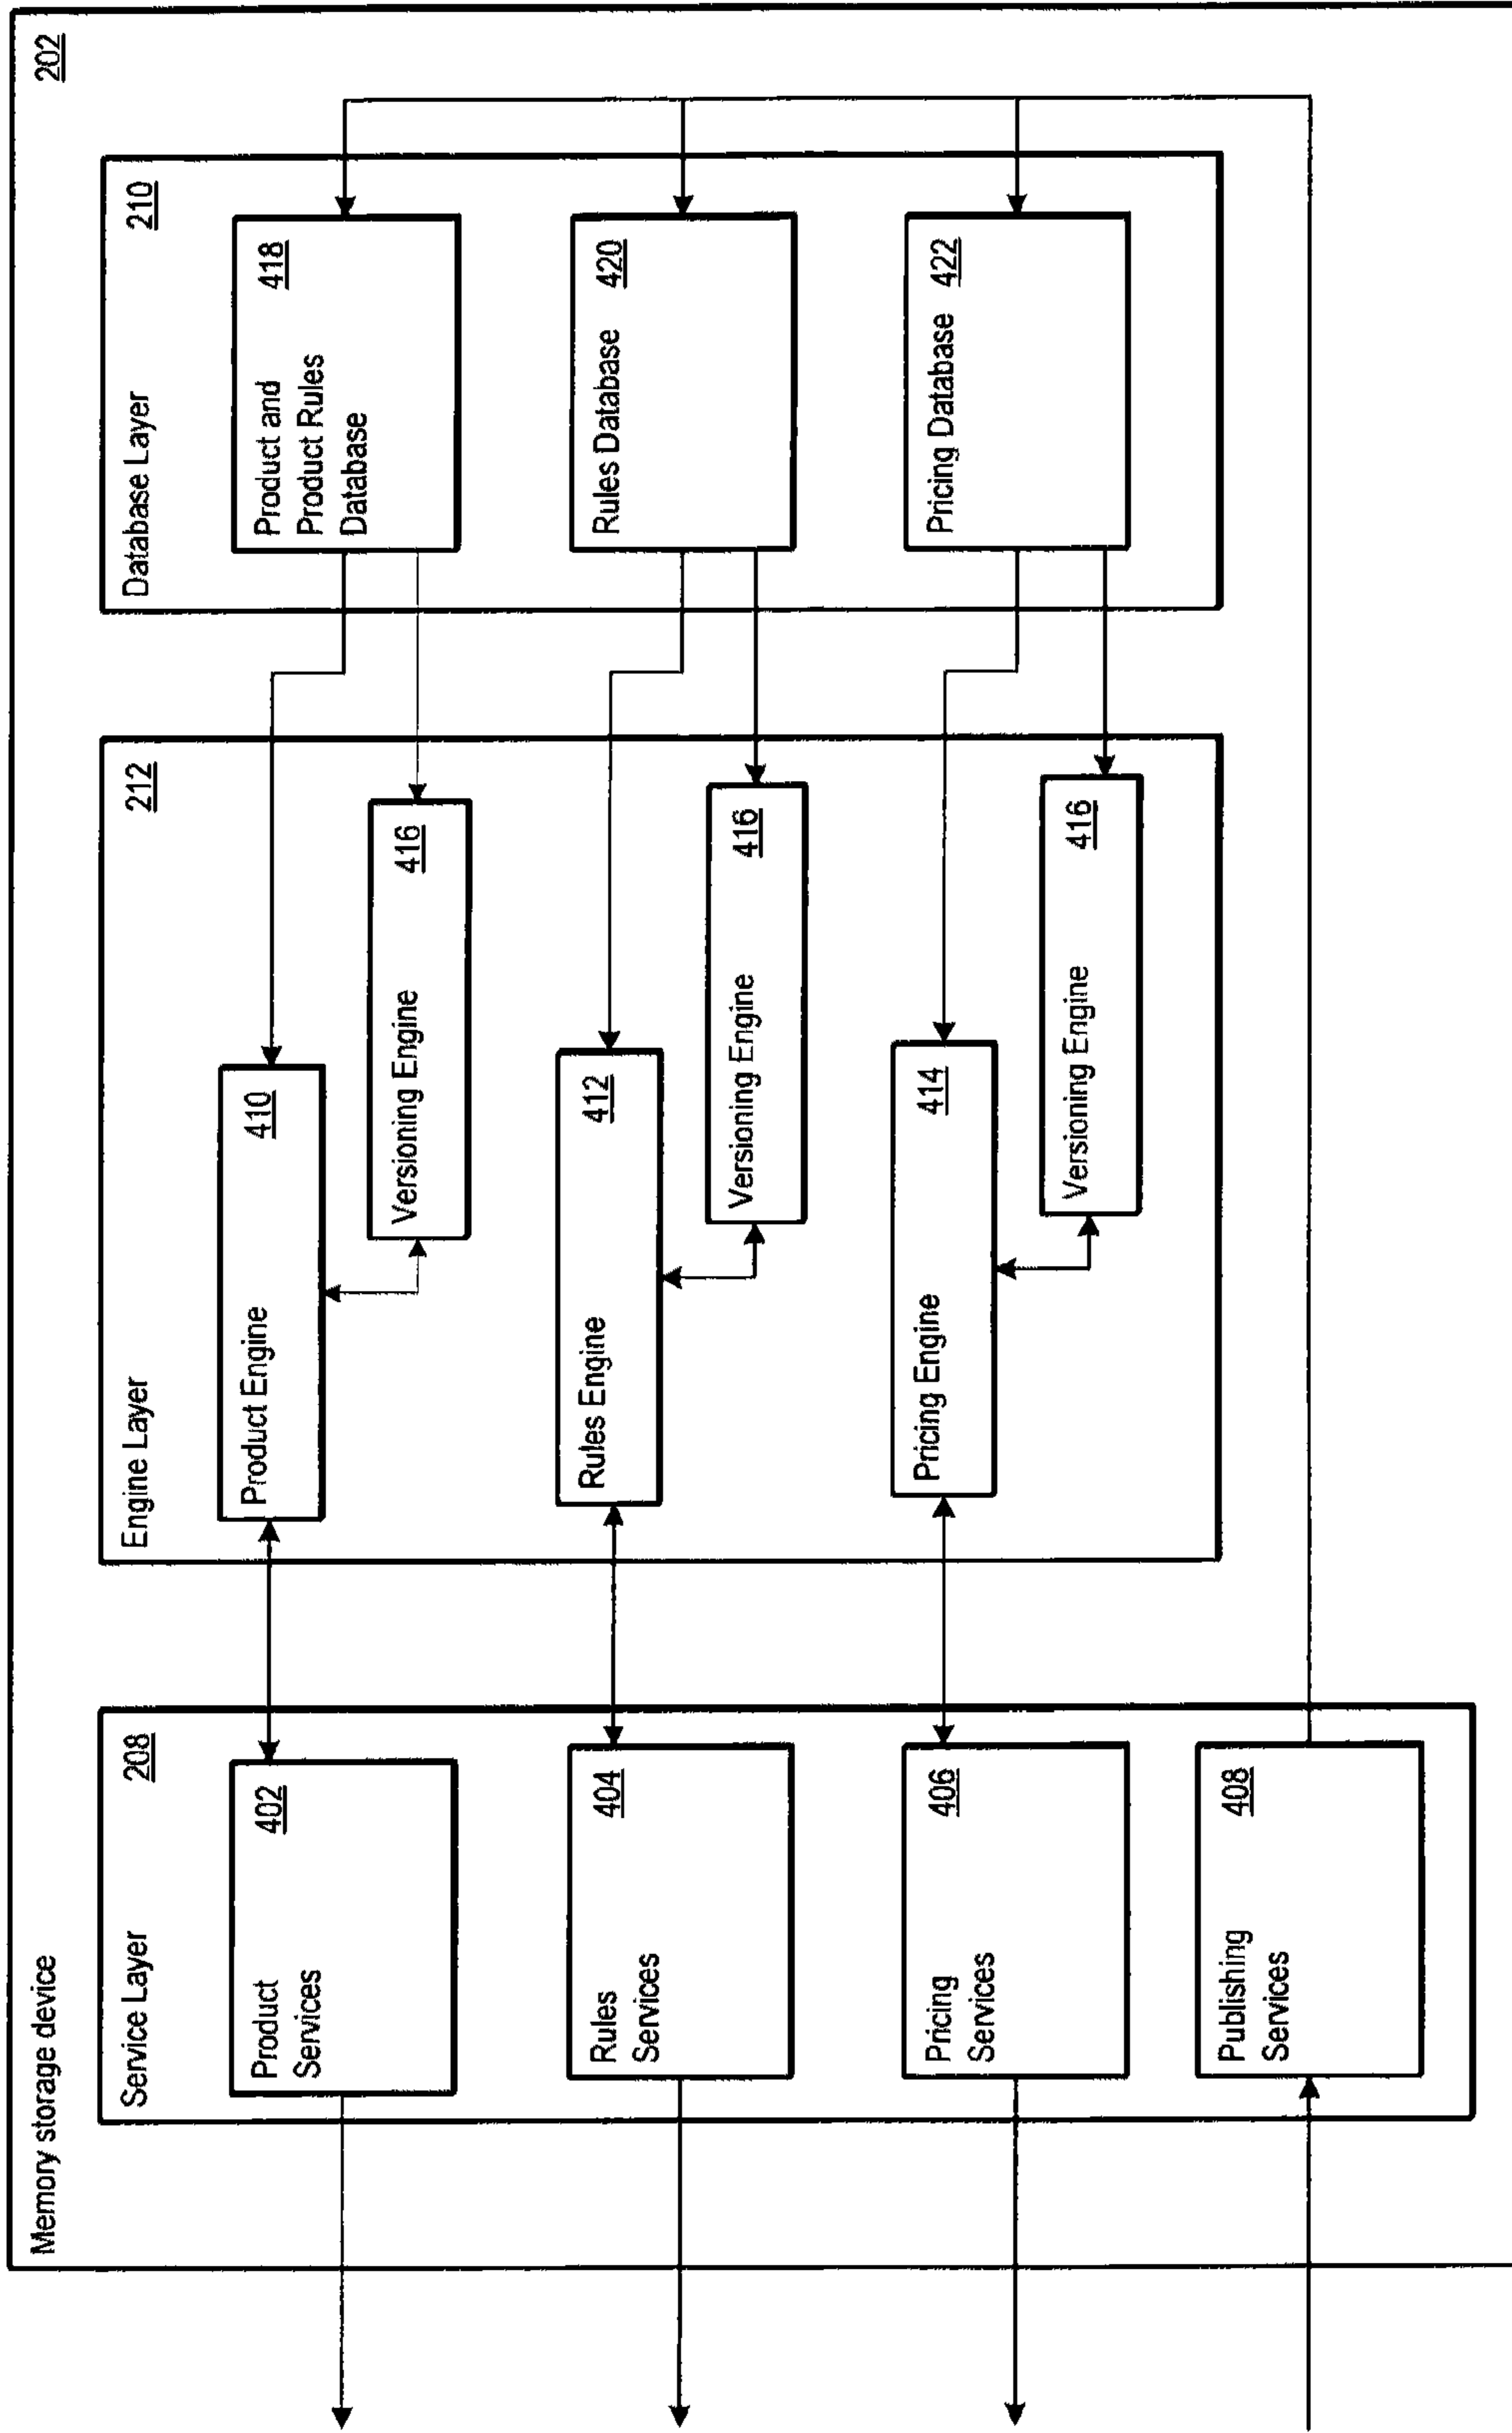 Memory storage device
202
Service Layer
208
Product
Services
402
Rules
Services
404
Pricing
Services
406
Publishing
Services
408
Engine Layer
212
Product Engine
410
Versioning Engine
416
Rules Engine
412
Versioning Engine
416
Pricing Engine
414
Versioning Engine
416
Database Layer
210
Product and
Product Rules
Database
418
Rules Database
420
Pricing Database
422